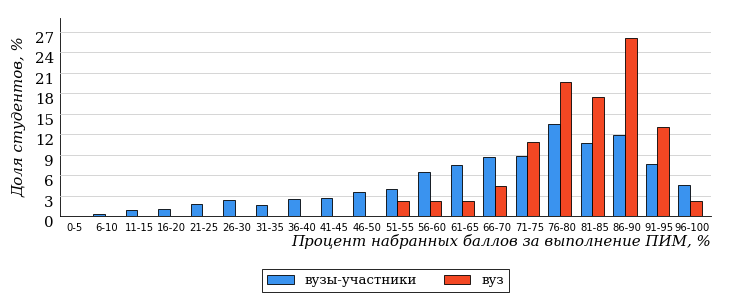 Доля студентов, %
27
24
21
18
15
12
9
6
3
0
0-5 6-10 11-15 16-20 21-25 26-30 31-35 36-40 41-45 46-50 51-55 56-60 61-65 66-70 71-75 76-80 81-85 86-90 91-95 96-100
Процент набранных баллов за выполнение ПИМ, %
вузы-участники вуз